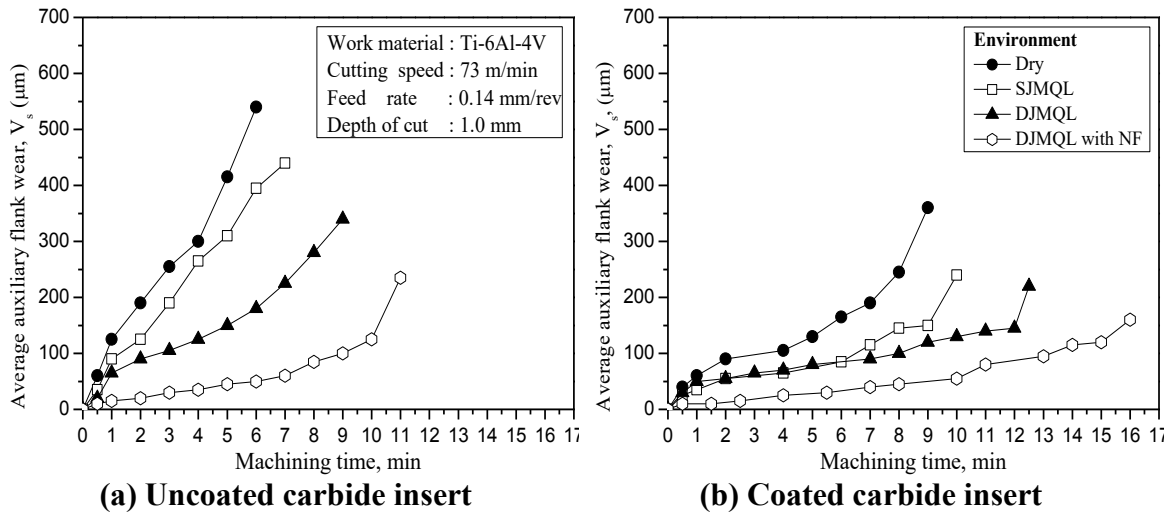 700
600
500
400
300
200
100
0
Average auxiliary flank wear, Vs (μm)
Work material : Ti-6Al-4V
Cutting speed : 73 m/min
Feed rate : 0.14 mm/rev
Depth of cut : 1.0 mm
0 1 2 3 4 5 6 7 8 9 10 11 12 13 14 15 16 17
Machining time, min
(a) Uncoated carbide insert
700
600
500
400
300
200
100
0
Average auxiliary flank wear, Vs, (μm)
Environment
Dry
SJMQL
DJMQL
DJMQL with NF
0 1 2 3 4 5 6 7 8 9 10 11 12 13 14 15 16 17
Machining time, min
(b) Coated carbide insert